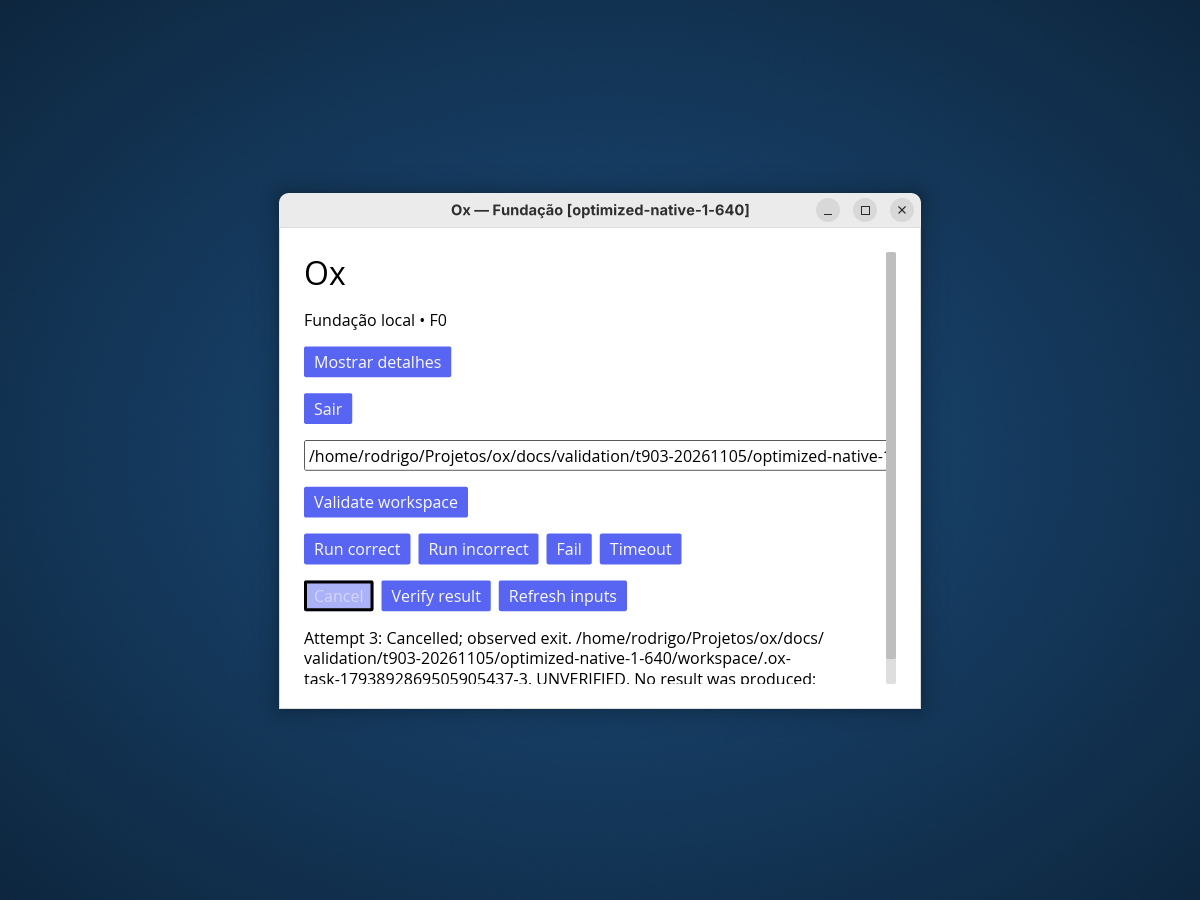 Ox — Fundação [optimized-native-1-640]
Ox
Fundação local • F0
Mostrar detalhes
Sair
/home/rodrigo/Projetos/ox/docs/validation/t903-20261105/optimized-native-1
Validate workspace
Run correct Run incorrect Fail Timeout
Cancel Verify result Refresh inputs
Attempt 3: Cancelled; observed exit. /home/rodrigo/Projetos/ox/docs/
validation/t903-20261105/optimized-native-1-640/workspace/.ox-
task-1793892869505905437-3. UNVERIFIED. No result was produced;